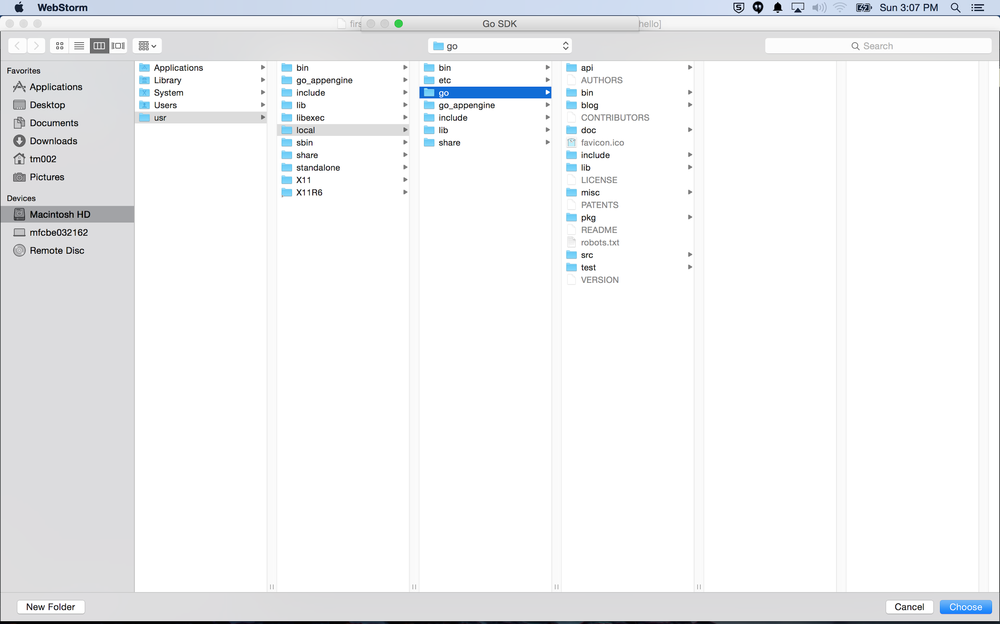 WebStorm
Sun 3:07 PM
firs
Go SDK
hello]
go
Search
Favorites
Applications
Desktop
Documents
Downloads
tm002
Pictures
Devices
Macintosh HD
mfcbe032162
Remote Disc
Applications
Library
System
Users
usr
bin
go_appengine
include
lib
libexec
local
sbin
share
standalone
X11
X11R6
bin
etc
go
go_appengine
include
lib
share
api
AUTHORS
bin
blog
CONTRIBUTORS
doc
favicon.ico
include
lib
LICENSE
misc
PATENTS
pkg
README
robots.txt
src
test
VERSION
New Folder
Cancel
Choose